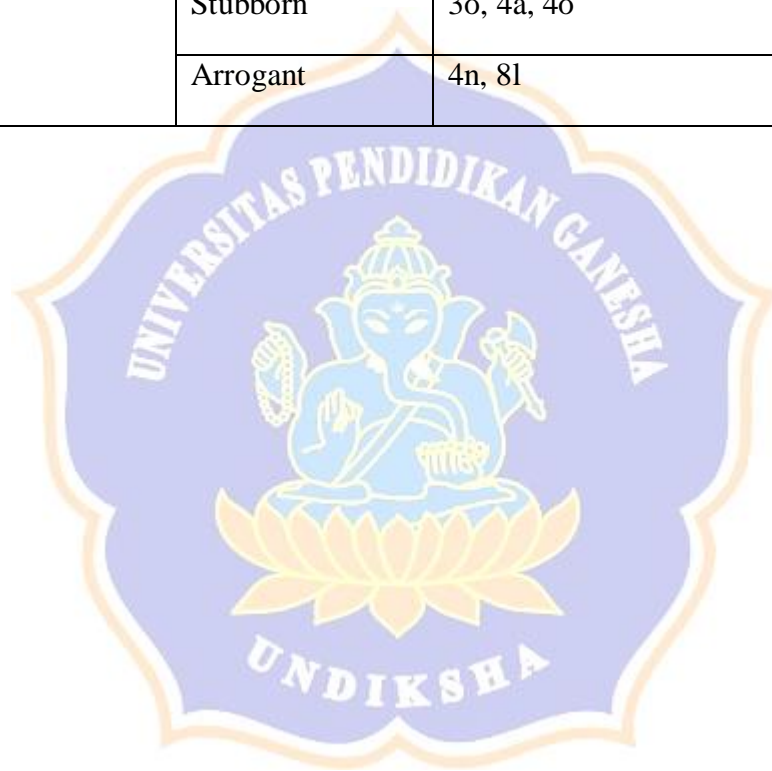 Stubborn 3o, 4a, 4o
Arrogant 4n, 8l
UNIVERSITAS PENDIDIKAN GANESHA
UNDIKSHA